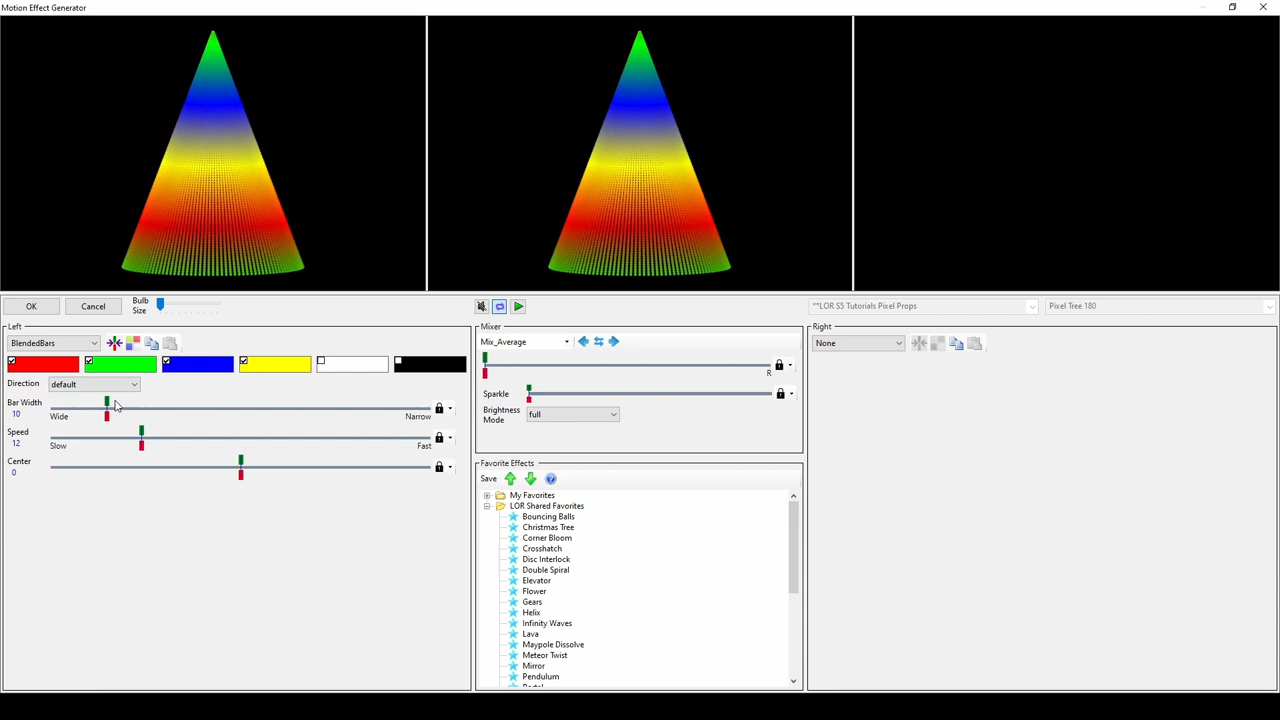 Motion Effect Generator
OK
Cancel
Bulb
Size
**LOR S5 Tutorials Pixel Props
Pixel Tree 180
Left
BlendedBars
Direction
default
Bar Width
10
Wide
Narrow
Speed
12
Slow
Fast
Center
0
Mixer
Mix_Average
R
Sparkle
Brightness
Mode
full
Favorite Effects
Save
My Favorites
LOR Shared Favorites
Bouncing Balls
Christmas Tree
Corner Bloom
Crosshatch
Disc Interlock
Double Spiral
Elevator
Flower
Gears
Helix
Infinity Waves
Lava
Maypole Dissolve
Meteor Twist
Mirror
Pendulum
Right
None